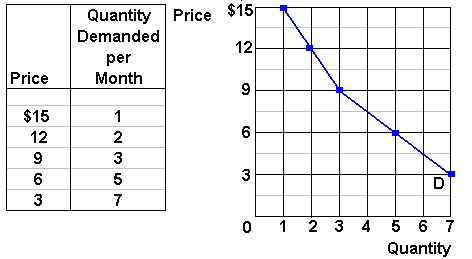 Price Quantity Demanded per Month
$15 1
12 2
9 3
6 5
3 7
Price
$15
12
9
6
3
D
0 1 2 3 4 5 6 7
Quantity